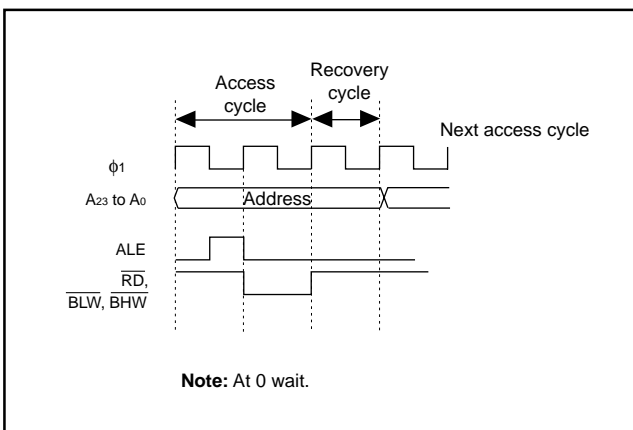 Access
cycle
Recovery
cycle
Next access cycle
ϕ1
A23 to A0
Address
ALE
RD,
BLW, BHW
Note: At 0 wait.